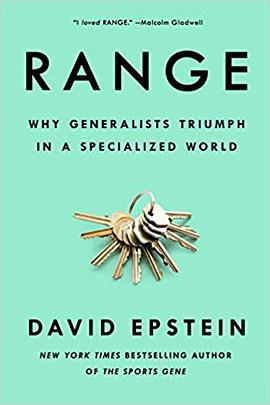 "I loved RANGE."—Malcolm Gladwell
RANGE
WHY GENERALISTS TRIUMPH
IN A SPECIALIZED WORLD
DAVID EPSTEIN
NEW YORK TIMES BESTSELLING AUTHOR
OF THE SPORTS GENE